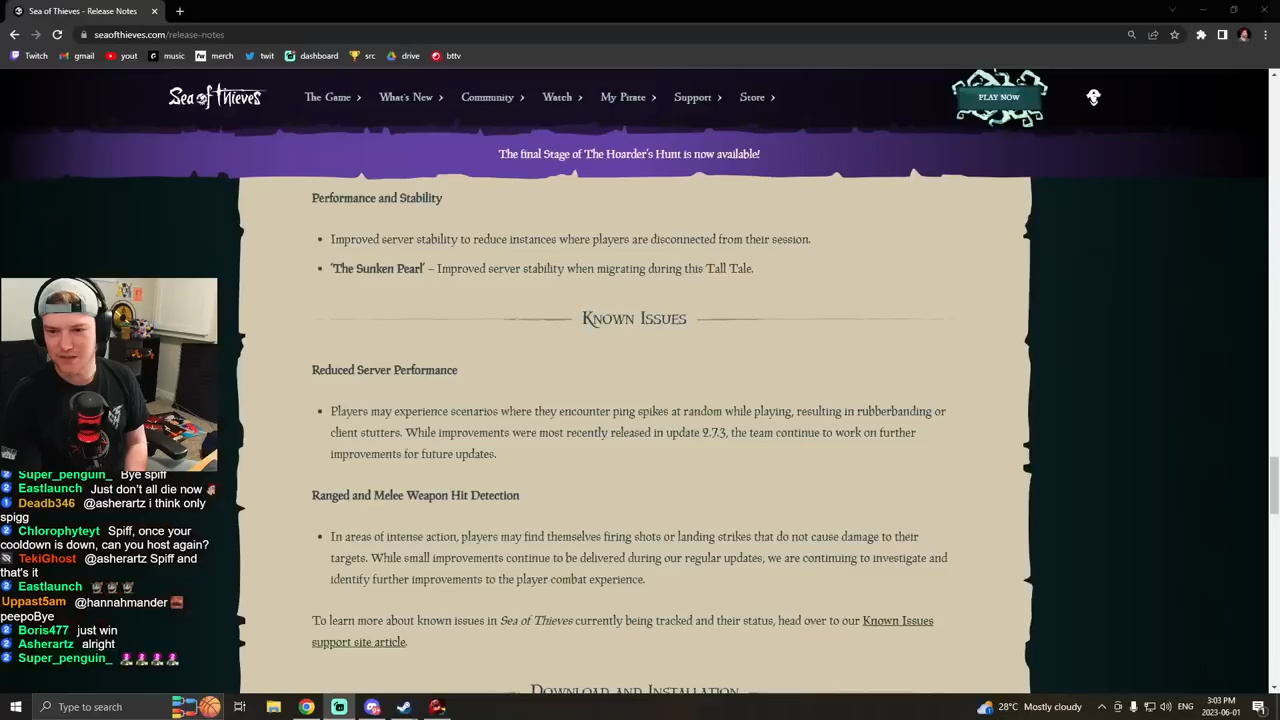 Sea of Thieves - Release Notes
seaofthieves.com/release-notes
Twitch gmail yout music merch twit dashboard src drive bttv
Sea of Thieves The Game What's New Community Watch My Pirate Support Store PLAY NOW
The final Stage of The Hoarder's Hunt is now available!
Performance and Stability
• Improved server stability to reduce instances where players are disconnected from their session.
• 'The Sunken Pearl' – Improved server stability when migrating during this Tall Tale.
Known Issues
Reduced Server Performance
• Players may experience scenarios where they encounter ping spikes at random while playing, resulting in rubberbanding or
client stutters. While improvements were most recently released in update 2.7.3, the team continue to work on further
improvements for future updates.
Ranged and Melee Weapon Hit Detection
• In areas of intense action, players may find themselves firing shots or landing strikes that do not cause damage to their
targets. While small improvements continue to be delivered during our regular updates, we are continuing to investigate and
identify further improvements to the player combat experience.
To learn more about known issues in Sea of Thieves currently being tracked and their status, head over to our Known Issues
support site article.
Download and Installation
Super_penguin_ Bye spiff
Eastlaunch Just don't all die now
Deadb346 @asherartz i think only
spigg
Chlorophyteyt Spiff, once your
cooldown is down, can you host again?
TekiGhost @asherartz Spiff and
that's it
Eastlaunch
Uppast5am @hannahmander
peepoBye
Boris477 just win
Asherartz alright
Super_penguin_
Type here to search
28°C Mostly cloudy ENG 3:03 PM
2023-06-01